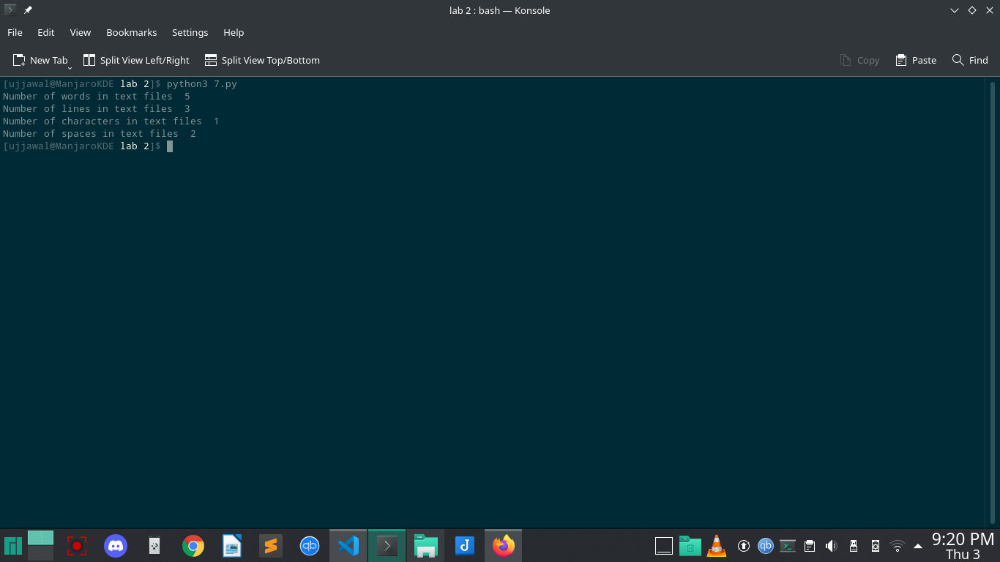 lab 2 : bash — Konsole
File Edit View Bookmarks Settings Help
New Tab Split View Left/Right Split View Top/Bottom Copy Paste Find
[ujjawal@ManjaroKDE lab 2]$ python3 7.py
Number of words in text files  5
Number of lines in text files  3
Number of characters in text files  1
Number of spaces in text files  2
[ujjawal@ManjaroKDE lab 2]$
9:20 PM
Thu 3